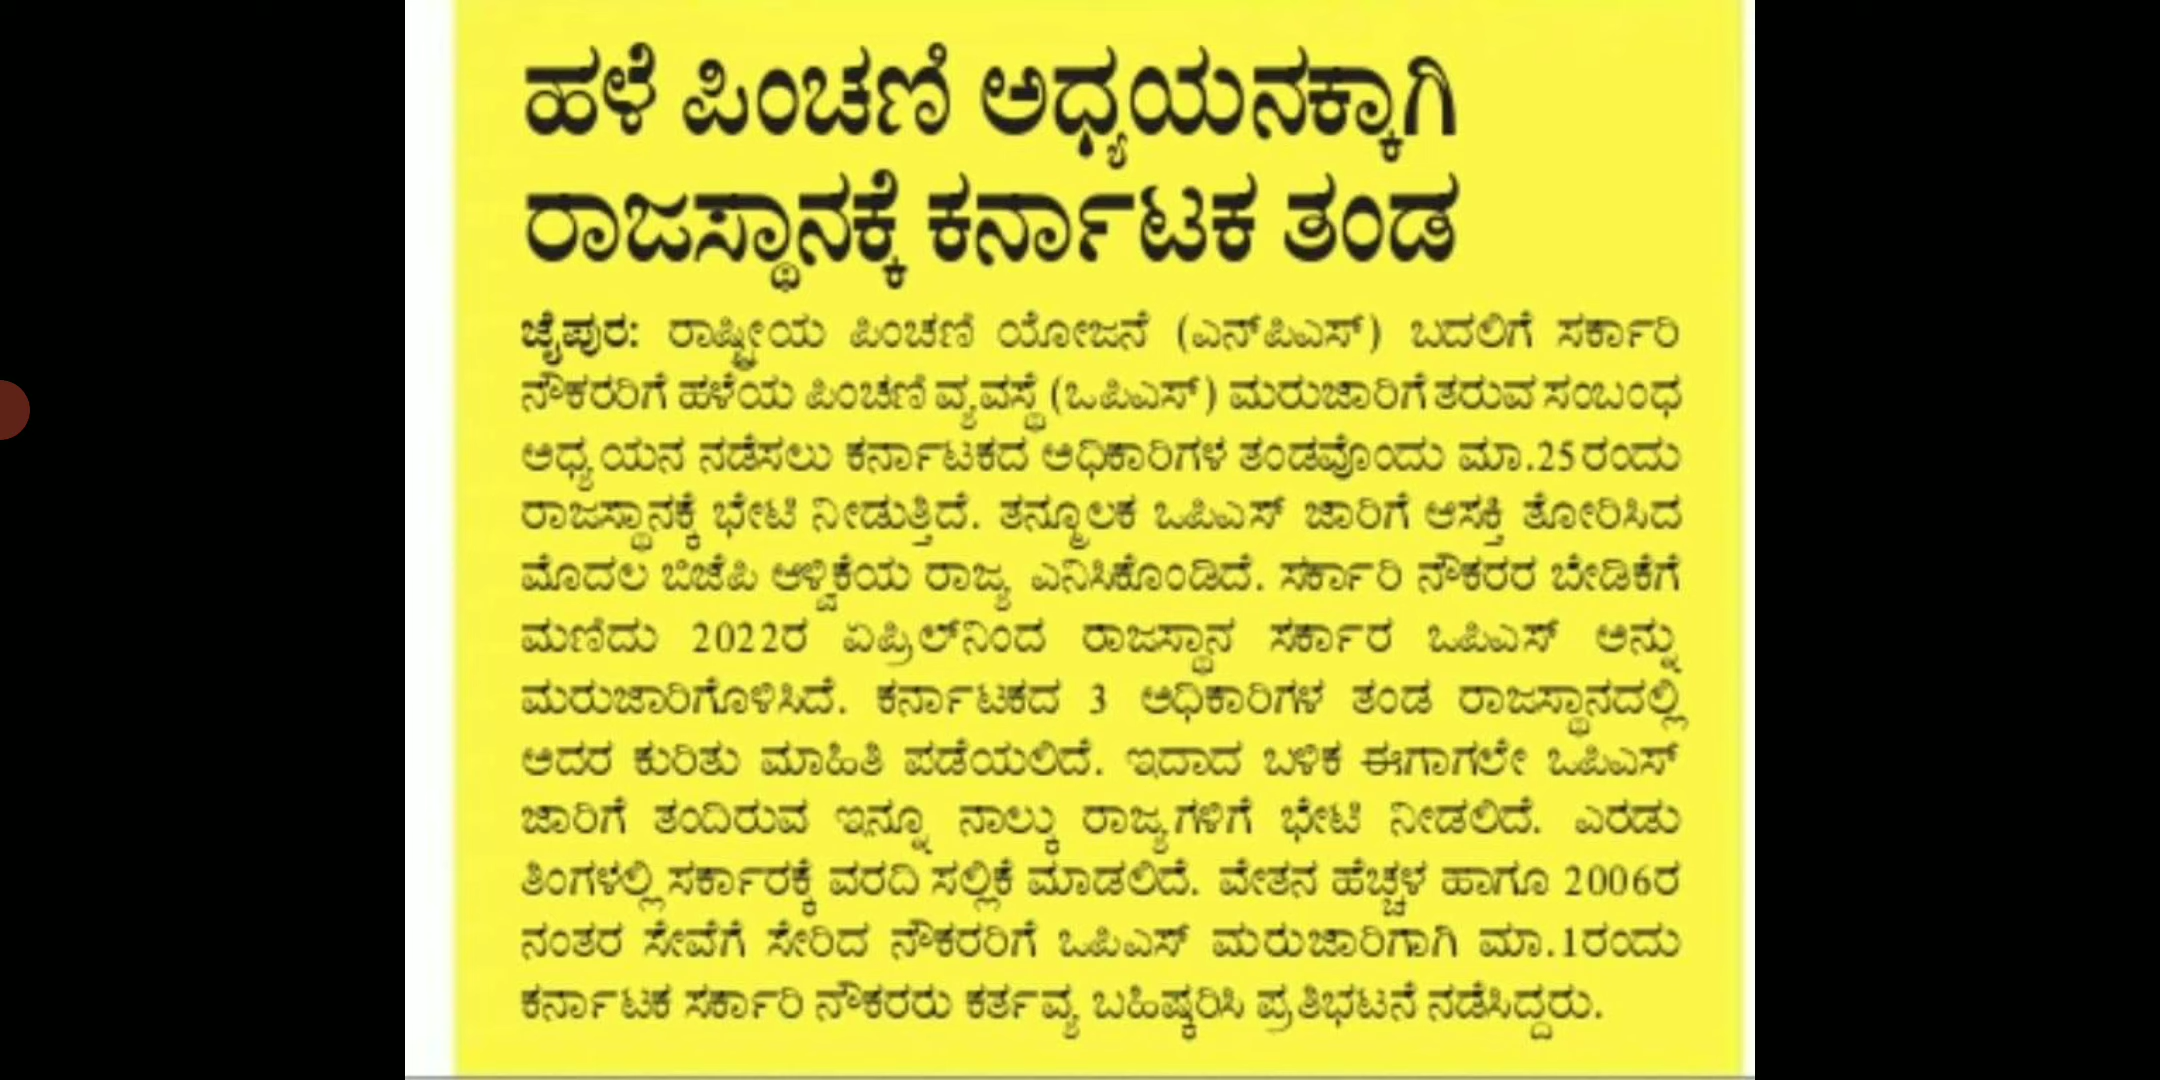 ಹಳೆ ಪಿಂಚಣಿ ಅಧ್ಯಯನಕ್ಕಾಗಿ
ರಾಜಸ್ಥಾನಕ್ಕೆ ಕರ್ನಾಟಕ ತಂಡ
ಜೈಪುರ: ರಾಷ್ಟ್ರೀಯ ಪಿಂಚಣಿ ಯೋಜನೆ (ಎನ್‌ಪಿಎಸ್) ಬದಲಿಗೆ ಸರ್ಕಾರಿ
ನೌಕರರಿಗೆ ಹಳೆಯ ಪಿಂಚಣಿ ವ್ಯವಸ್ಥೆ (ಒಪಿಎಸ್) ಮರುಜಾರಿಗೆ ತರುವ ಸಂಬಂಧ
ಅಧ್ಯಯನ ನಡೆಸಲು ಕರ್ನಾಟಕದ ಅಧಿಕಾರಿಗಳ ತಂಡವೊಂದು ಮಾ.25ರಂದು
ರಾಜಸ್ಥಾನಕ್ಕೆ ಭೇಟಿ ನೀಡುತ್ತಿದೆ. ತನ್ಮೂಲಕ ಒಪಿಎಸ್ ಜಾರಿಗೆ ಆಸಕ್ತಿ ತೋರಿಸಿದ
ಮೊದಲ ಬಿಜೆಪಿ ಆಳ್ವಿಕೆಯ ರಾಜ್ಯ ಎನಿಸಿಕೊಂಡಿದೆ. ಸರ್ಕಾರಿ ನೌಕರರ ಬೇಡಿಕೆಗೆ
ಮಣಿದು 2022ರ ಏಪ್ರಿಲ್‌ನಿಂದ ರಾಜಸ್ಥಾನ ಸರ್ಕಾರ ಒಪಿಎಸ್ ಅನ್ನು
ಮರುಜಾರಿಗೊಳಿಸಿದೆ. ಕರ್ನಾಟಕದ 3 ಅಧಿಕಾರಿಗಳ ತಂಡ ರಾಜಸ್ಥಾನದಲ್ಲಿ
ಅದರ ಕುರಿತು ಮಾಹಿತಿ ಪಡೆಯಲಿದೆ. ಇದಾದ ಬಳಿಕ ಈಗಾಗಲೇ ಒಪಿಎಸ್
ಜಾರಿಗೆ ತಂದಿರುವ ಇನ್ನೂ ನಾಲ್ಕು ರಾಜ್ಯಗಳಿಗೆ ಭೇಟಿ ನೀಡಲಿದೆ. ಎರಡು
ತಿಂಗಳಲ್ಲಿ ಸರ್ಕಾರಕ್ಕೆ ವರದಿ ಸಲ್ಲಿಕೆ ಮಾಡಲಿದೆ. ವೇತನ ಹೆಚ್ಚಳ ಹಾಗೂ 2006ರ
ನಂತರ ಸೇವೆಗೆ ಸೇರಿದ ನೌಕರರಿಗೆ ಒಪಿಎಸ್ ಮರುಜಾರಿಗಾಗಿ ಮಾ.1ರಂದು
ಕರ್ನಾಟಕ ಸರ್ಕಾರಿ ನೌಕರರು ಕರ್ತವ್ಯ ಬಹಿಷ್ಕರಿಸಿ ಪ್ರತಿಭಟನೆ ನಡೆಸಿದ್ದರು.